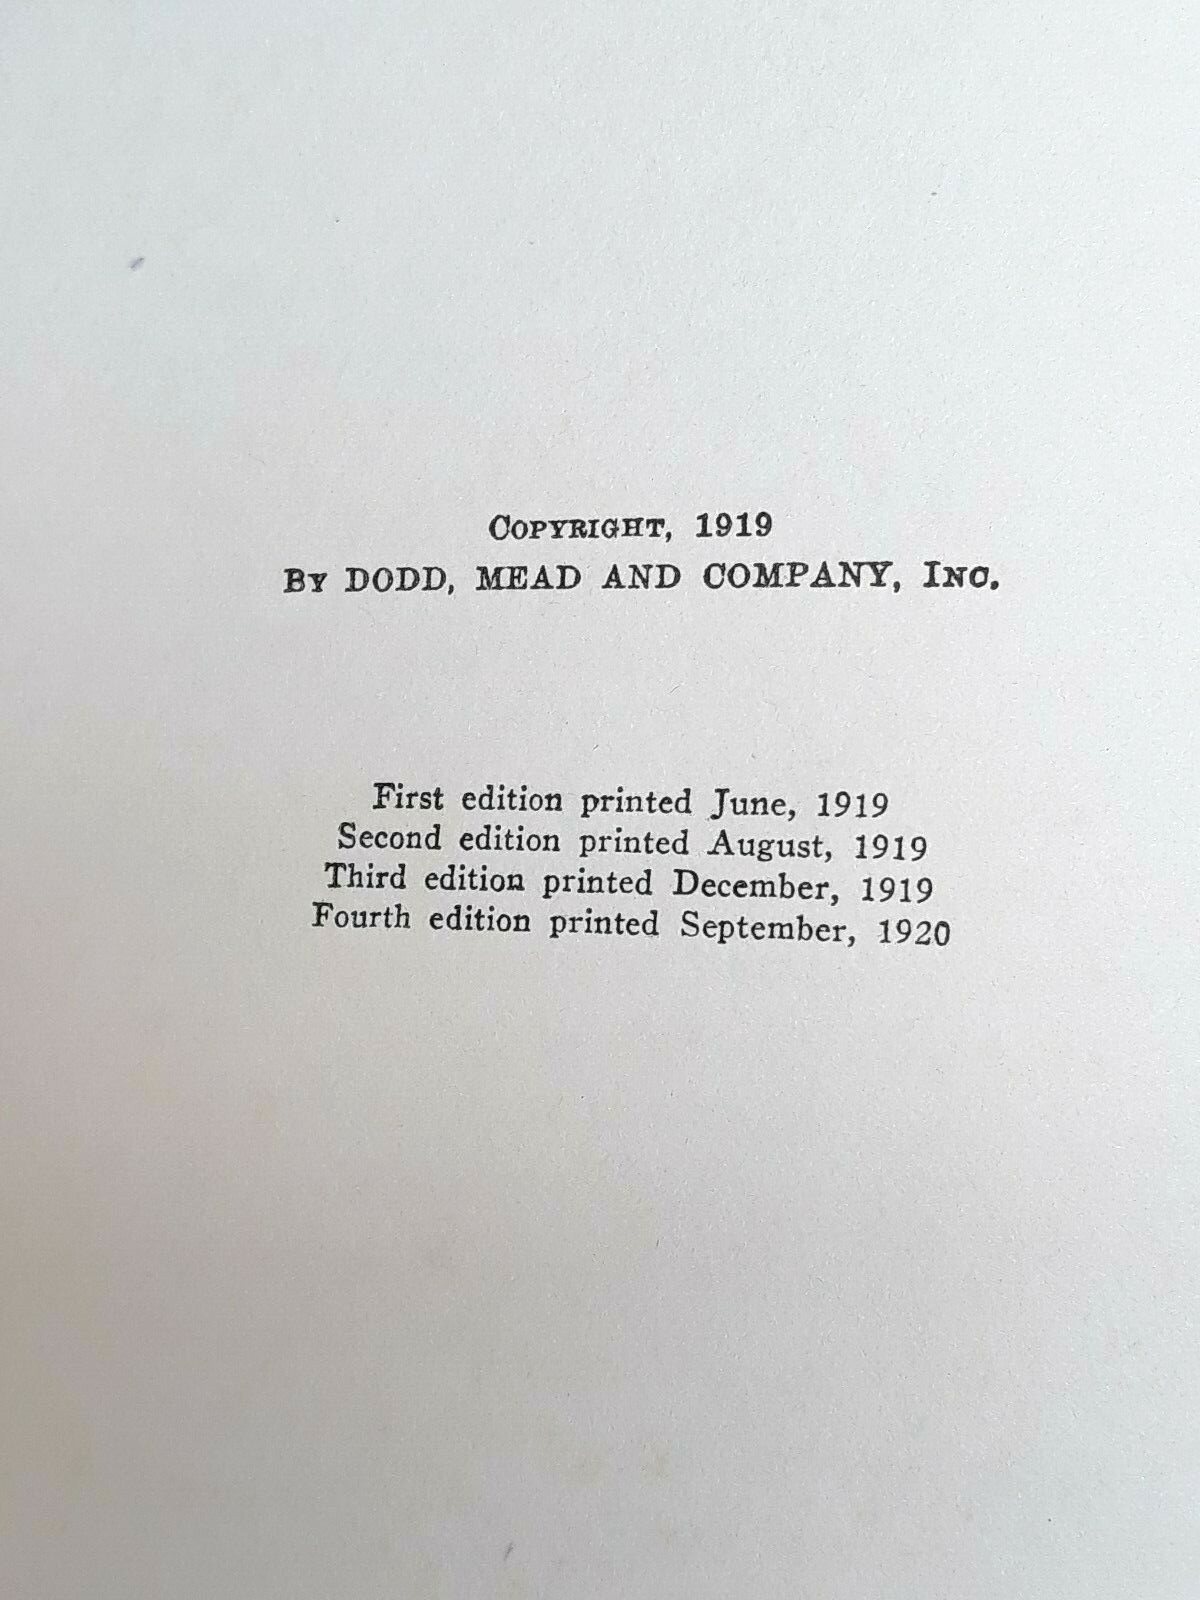 Copyright, 1919
By DODD, MEAD AND COMPANY, Inc.
First edition printed June, 1919
Second edition printed August, 1919
Third edition printed December, 1919
Fourth edition printed September, 1920